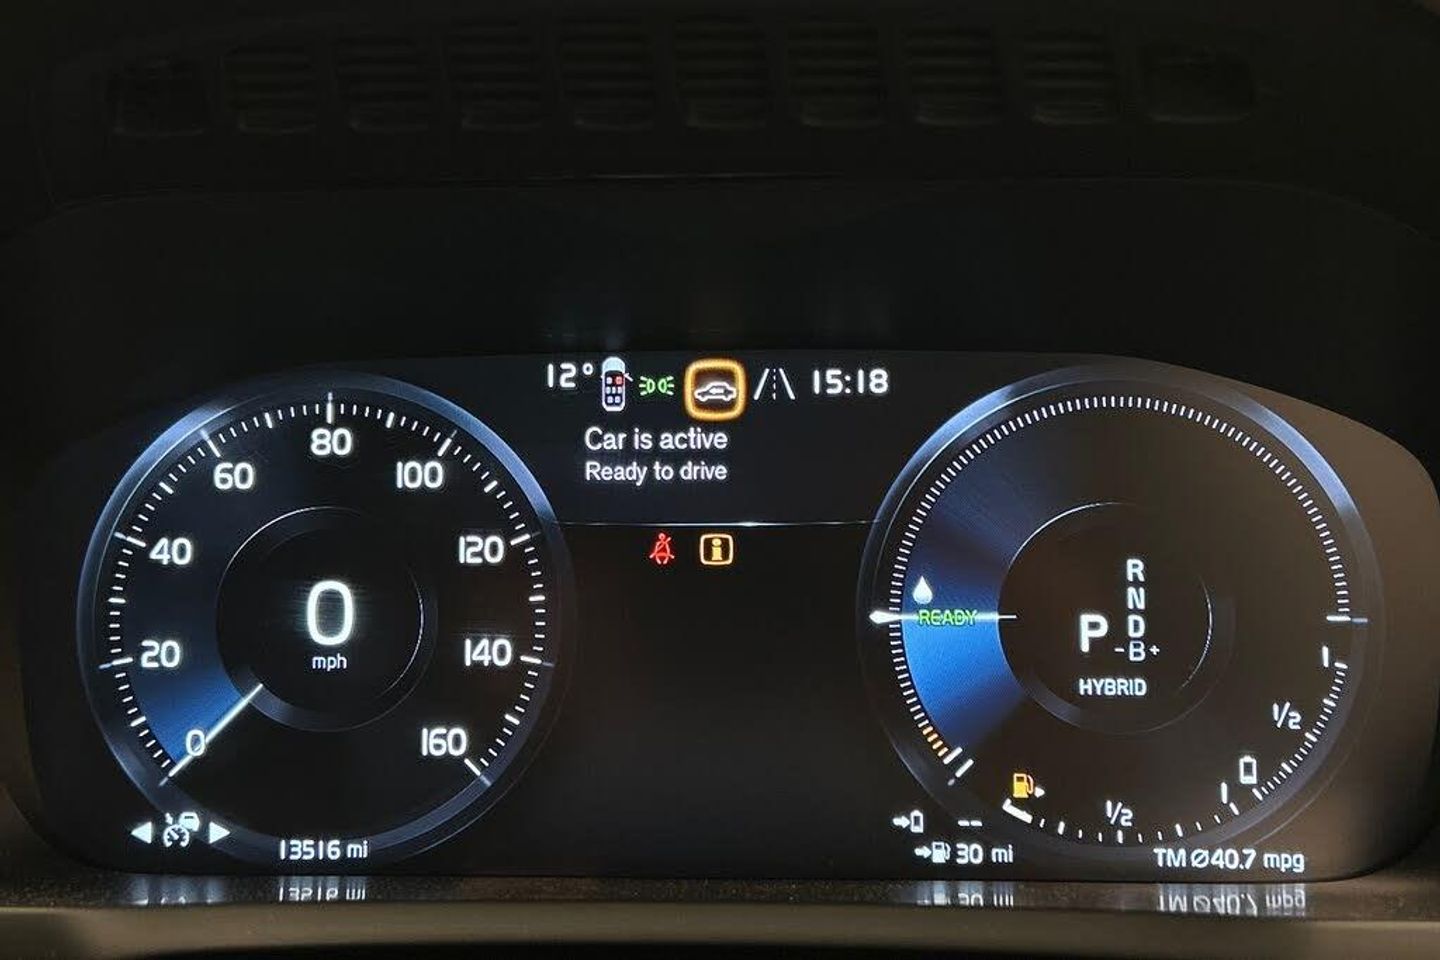 12°
15:18
Car is active
Ready to drive
80
60
100
40
120
20
140
0
160
0
mph
13516 mi
READY
R
N
D
P
-B+
HYBRID
1
1/2
1/2
--
30 mi
TM Ø40.7 mpg